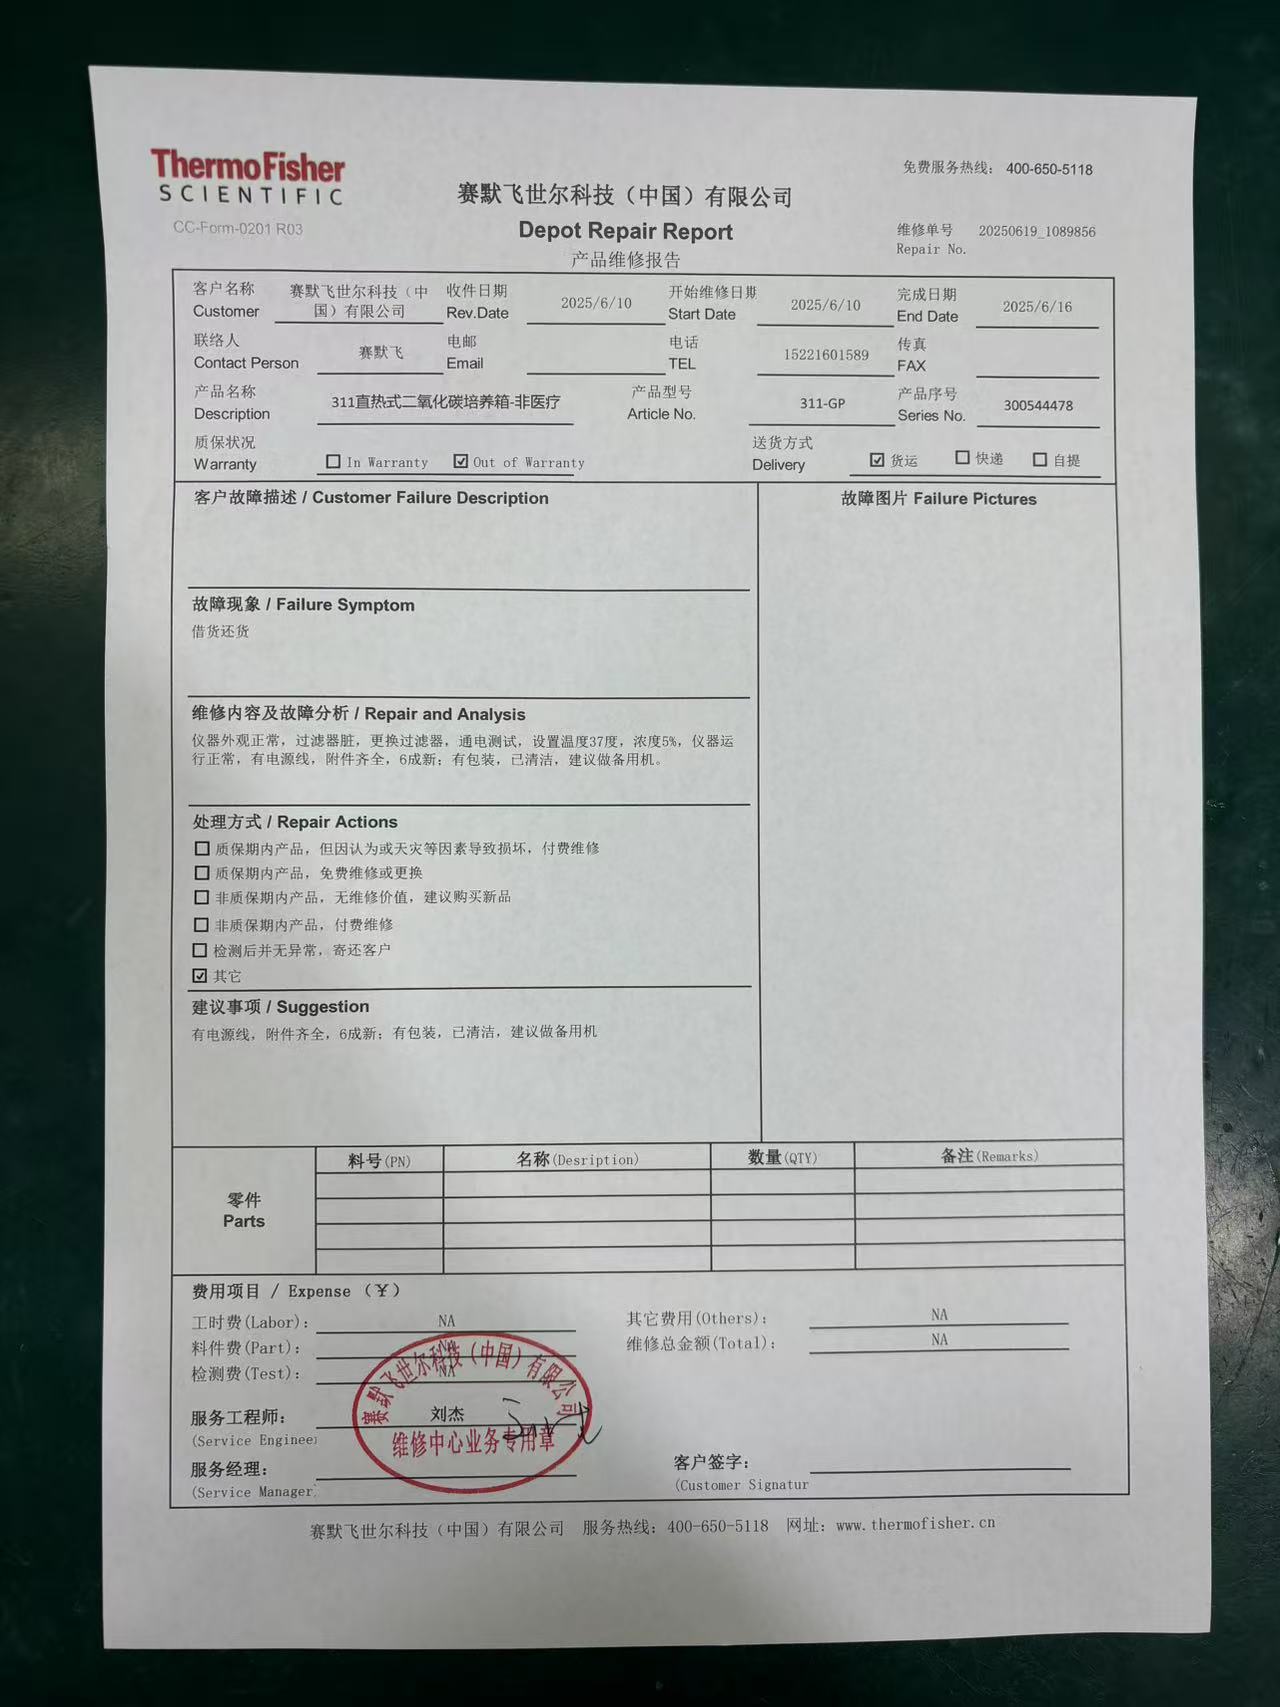 ThermoFisher
SCIENTIFIC
CC-Form-0201 R03
免费服务热线： 400-650-5118
赛默飞世尔科技（中国）有限公司
Depot Repair Report
产品维修报告
维修单号 20250619_1089856
Repair No.
客户名称 赛默飞世尔科技（中国）有限公司 收件日期 2025/6/10 开始维修日期 2025/6/10 完成日期 2025/6/16
Customer Rev.Date Start Date End Date
联络人 赛默飞 电邮 电话 15221601589 传真
Contact Person Email TEL FAX
产品名称 311直热式二氧化碳培养箱-非医疗 产品型号 311-GP 产品序号 300544478
Description Article No. Series No.
质保状况 送货方式
Warranty ☐ In Warranty ☑ Out of Warranty Delivery ☑ 货运 ☐ 快递 ☐ 自提
客户故障描述 / Customer Failure Description
故障图片 Failure Pictures
故障现象 / Failure Symptom
借货还货
维修内容及故障分析 / Repair and Analysis
仪器外观正常，过滤器脏，更换过滤器，通电测试，设置温度37度，浓度5%，仪器运
行正常，有电源线，附件齐全，6成新；有包装，已清洁，建议做备用机。
处理方式 / Repair Actions
☐ 质保期内产品，但因认为或天灾等因素导致损坏，付费维修
☐ 质保期内产品，免费维修或更换
☐ 非质保期内产品，无维修价值，建议购买新品
☐ 非质保期内产品，付费维修
☐ 检测后并无异常，寄还客户
☑ 其它
建议事项 / Suggestion
有电源线，附件齐全，6成新；有包装，已清洁，建议做备用机
零件
Parts
料号(PN) 名称(Desription) 数量(QTY) 备注(Remarks)
费用项目 / Expense （￥）
工时费(Labor): NA 其它费用(Others): NA
料件费(Part): NA 维修总金额(Total): NA
检测费(Test): NA
赛默飞世尔科技（中国）有限公司
维修中心业务专用章
服务工程师: 刘杰
(Service Engineer
服务经理:
(Service Manager
客户签字:
(Customer Signatur
赛默飞世尔科技（中国）有限公司 服务热线：400-650-5118 网址：www.thermofisher.cn